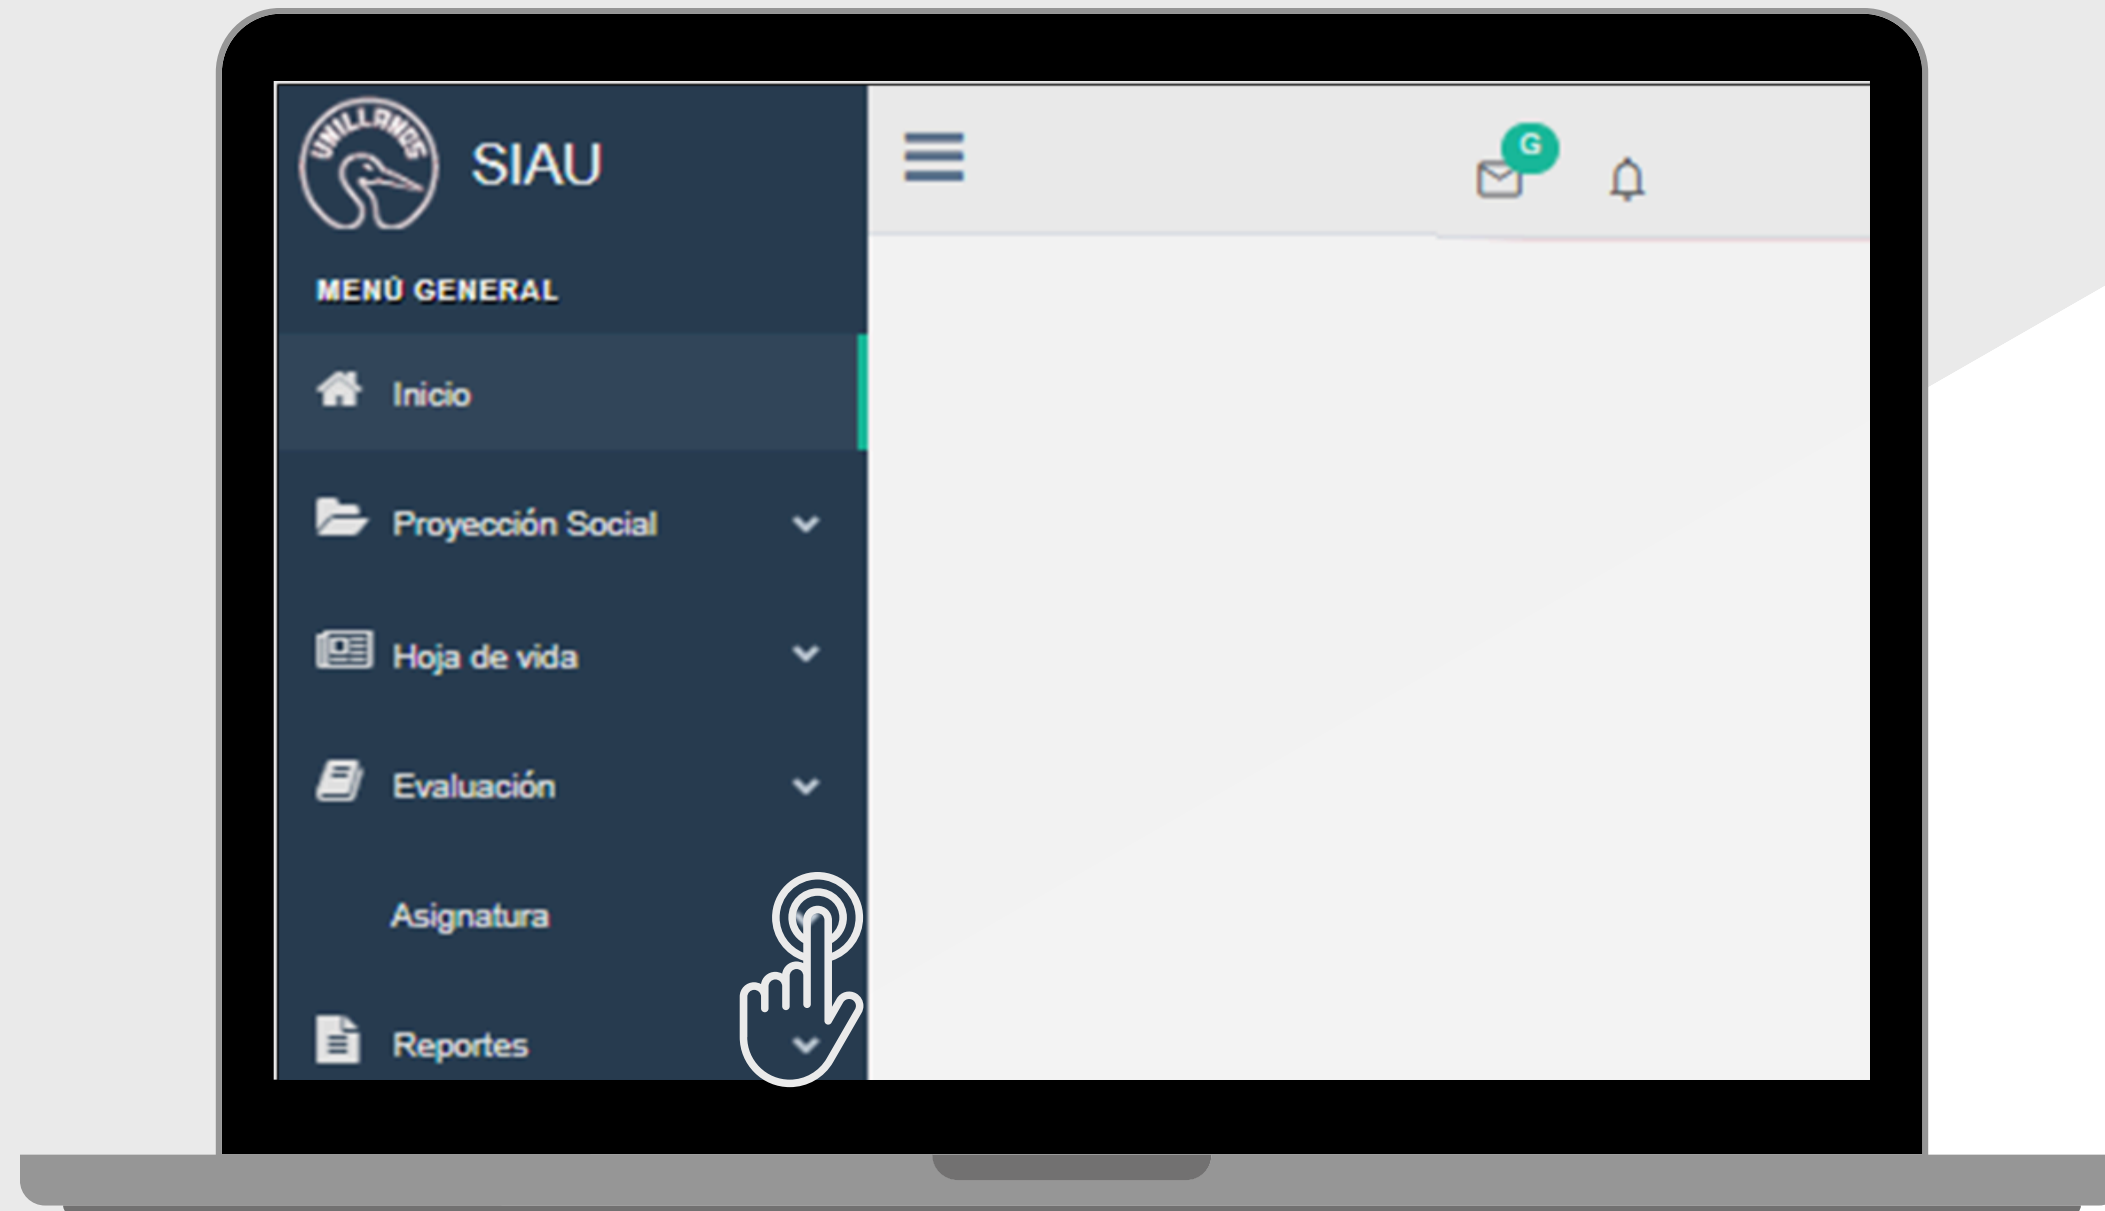 UNILLANOS
SIAU
G
MENÚ GENERAL
Inicio
Proyección Social
Hoja de vida
Evaluación
Asignatura
Reportes